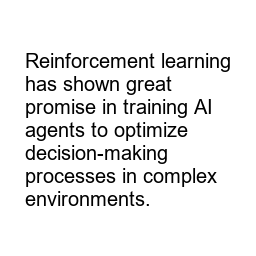 Reinforcement learning
has shown great
promise in training AI
agents to optimize
decision-making
processes in complex
environments.